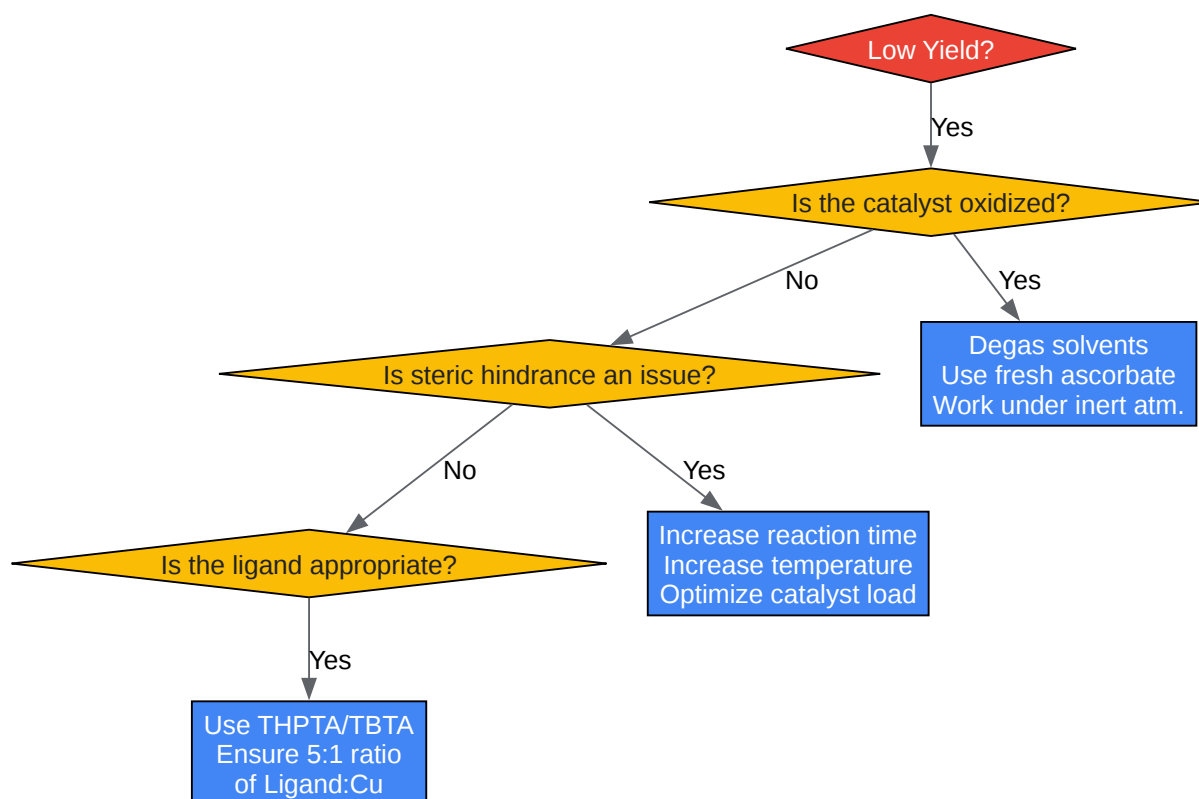 Low Yield?
Yes
Is the catalyst oxidized?
No
Yes
Degas solvents
Use fresh ascorbate
Work under inert atm.
Is steric hindrance an issue?
No
Yes
Increase reaction time
Increase temperature
Optimize catalyst load
Is the ligand appropriate?
Yes
Use THPTA/TBTA
Ensure 5:1 ratio
of Ligand:Cu